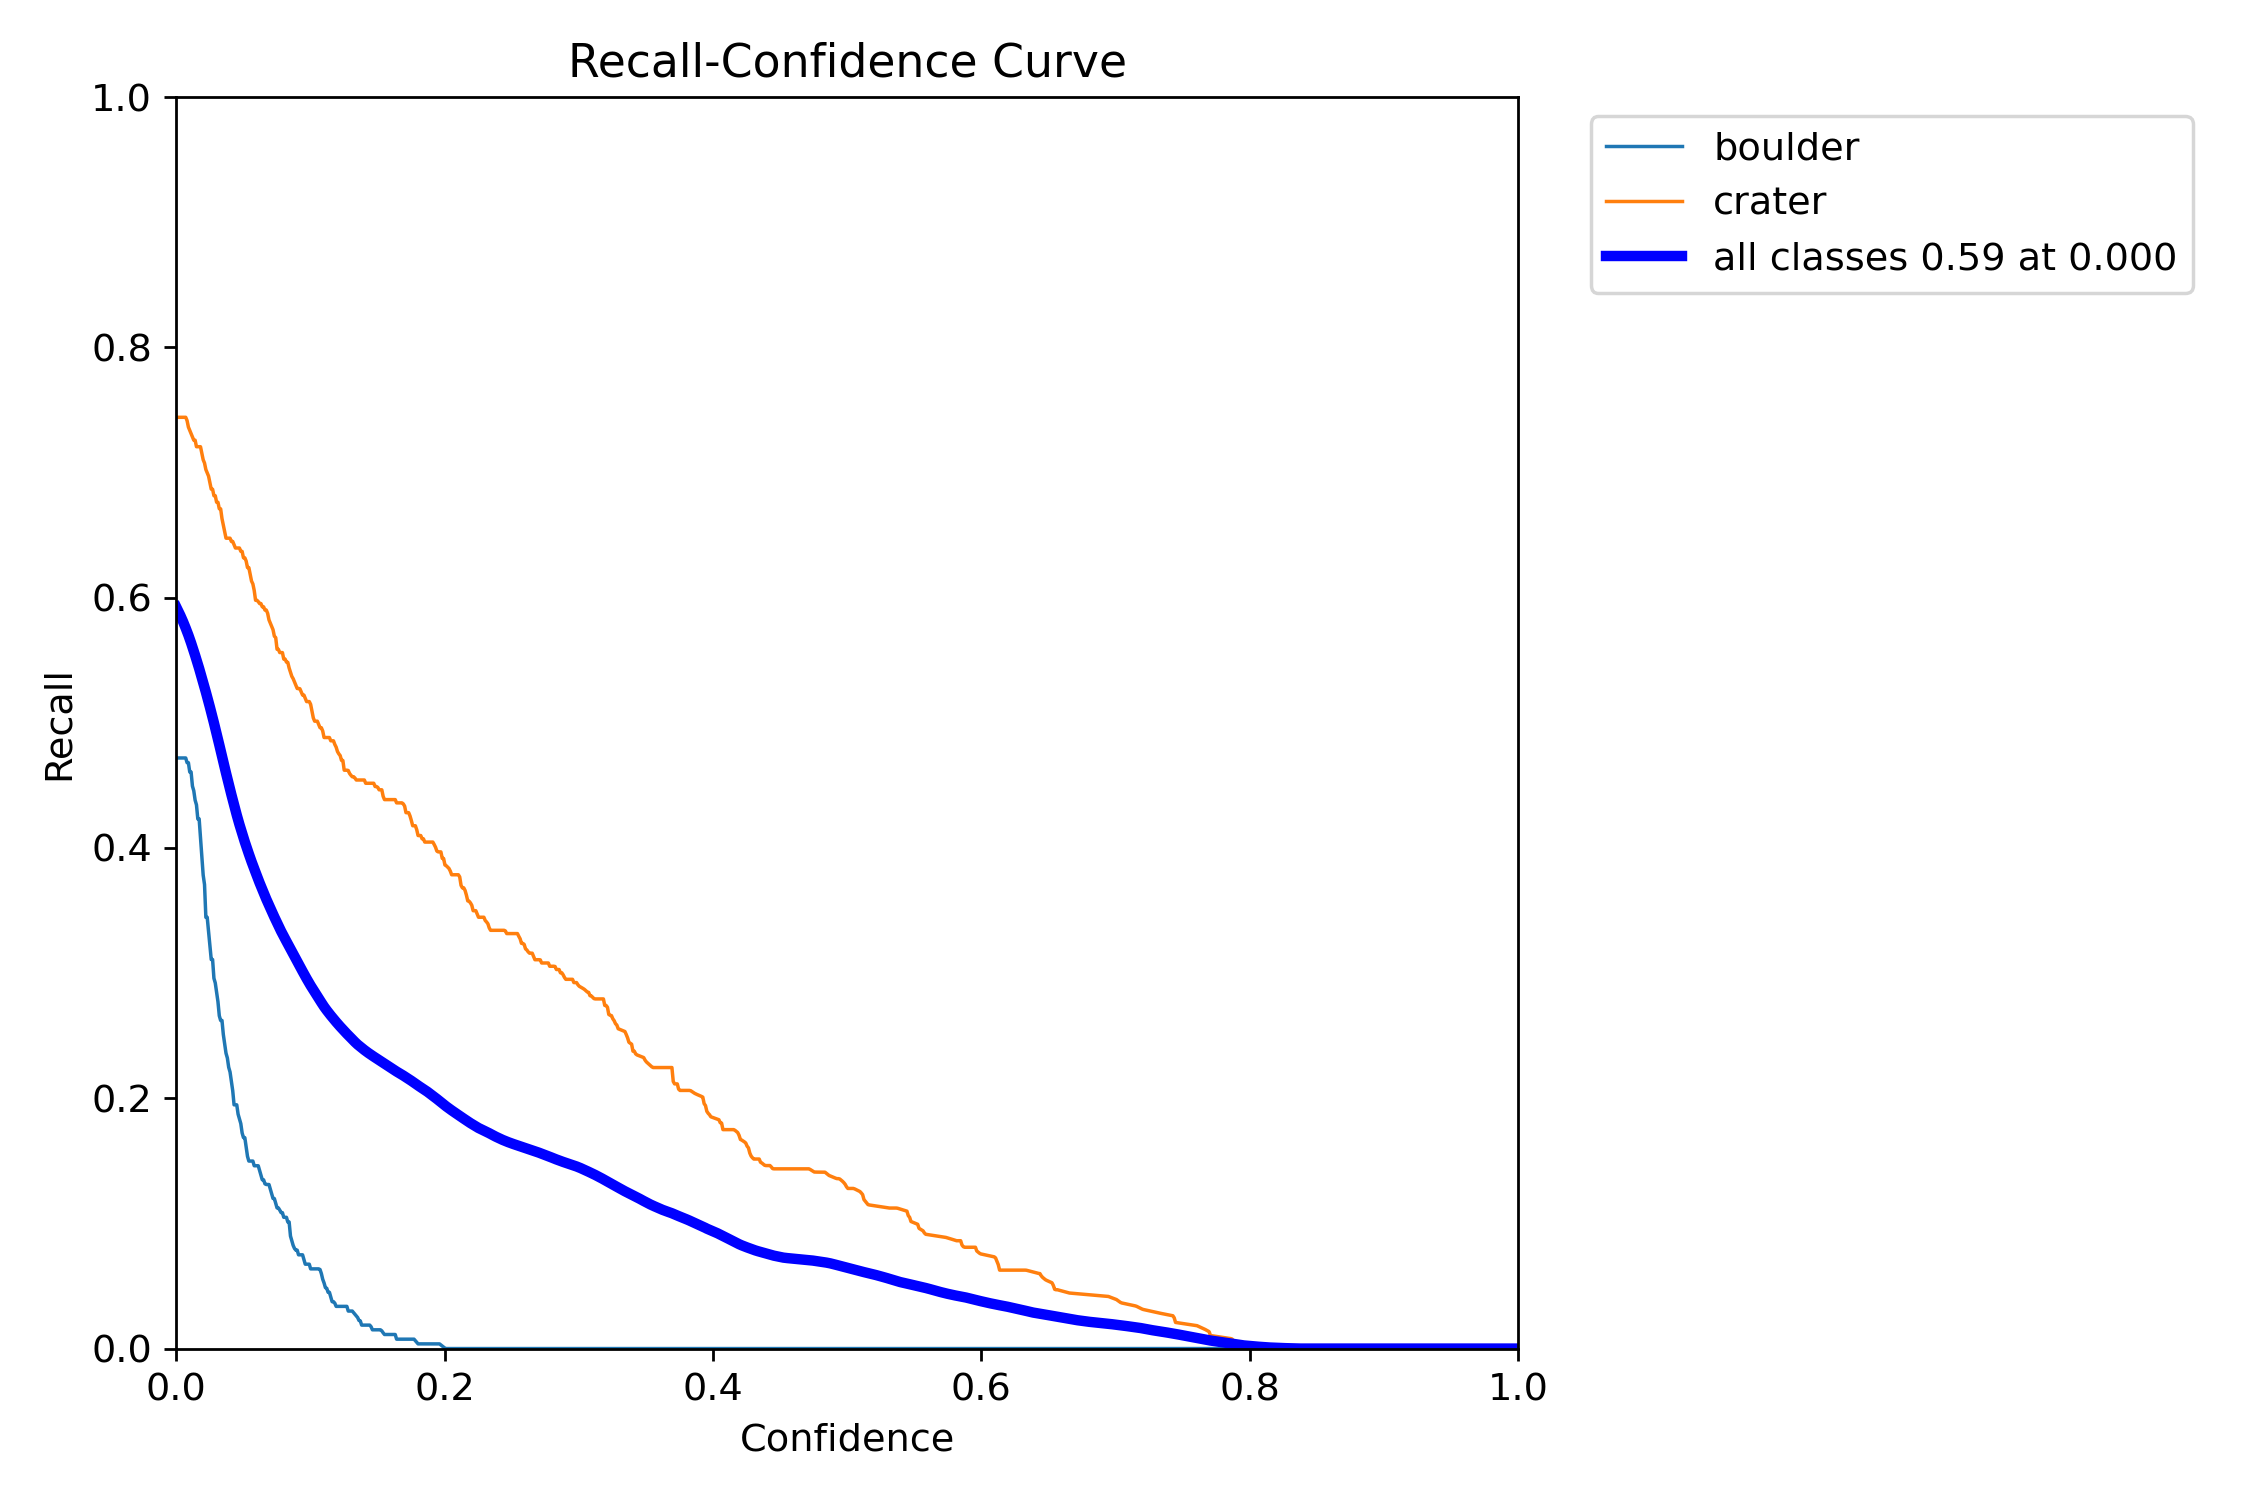 Recall-Confidence Curve
1.0
0.8
0.6
0.4
0.2
0.0
Recall
0.0 0.2 0.4 0.6 0.8 1.0
Confidence
boulder
crater
all classes 0.59 at 0.000